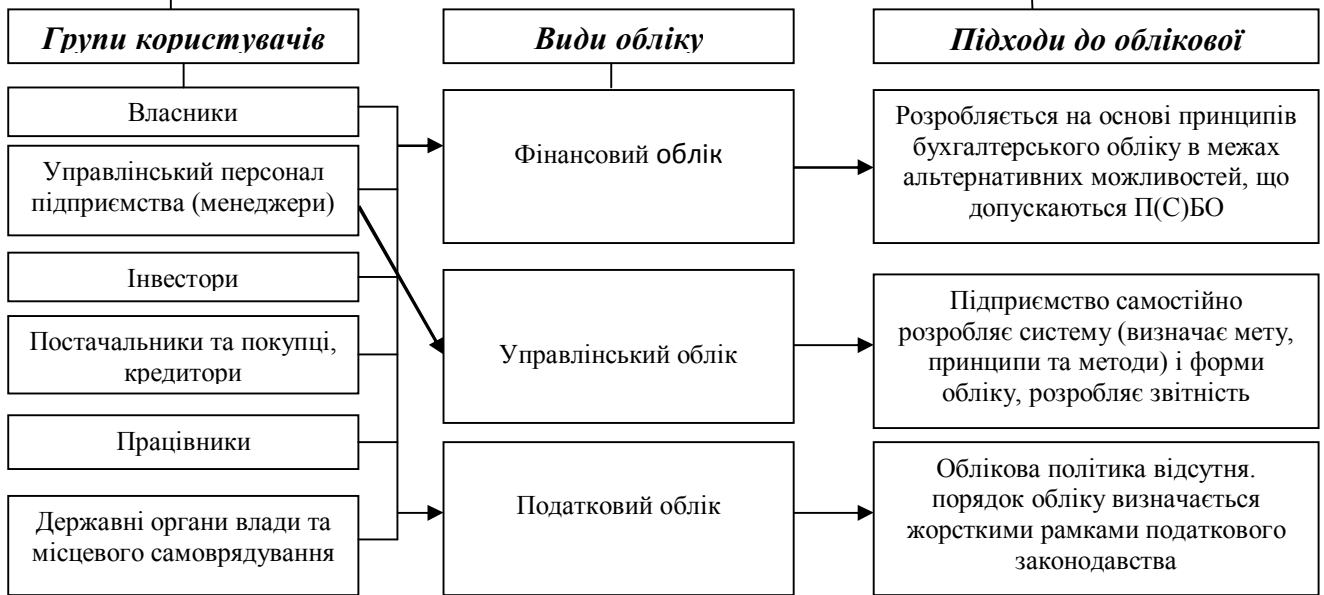 Групи користувачів
Види обліку
Підходи до облікової
Власники
Управлінський персонал
підприємства (менеджери)
Інвестори
Постачальники та покупці,
кредитори
Працівники
Державні органи влади та
місцевого самоврядування
Фінансовий облік
Управлінський облік
Податковий облік
Розробляється на основі принципів
бухгалтерського обліку в межах
альтернативних можливостей, що
допускаються П(С)БО
Підприємство самостійно
розробляє систему (визначає мету,
принципи та методи) і форми
обліку, розробляє звітність
Облікова політика відсутня.
порядок обліку визначається
жорсткими рамками податкового
законодавства